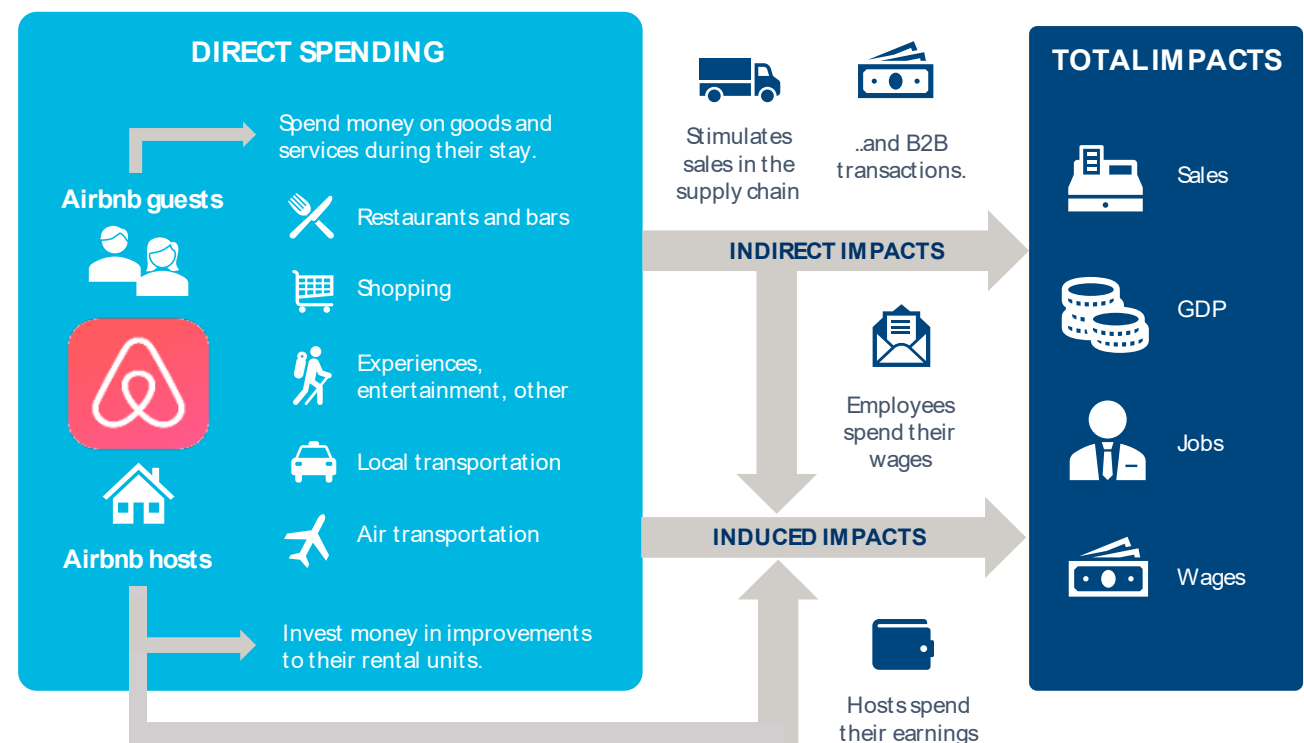 DIRECT SPENDING
Spend money on goods and
services during their stay.
Airbnb guests
Restaurants and bars
Shopping
Experiences,
entertainment, other
Local transportation
Air transportation
Airbnb hosts
Invest money in improvements
to their rental units.
Stimulates
sales in the
supply chain
..and B2B
transactions.
INDIRECT IMPACTS
Employees
spend their
wages
INDUCED IMPACTS
Hosts spend
their earnings
TOTAL IMPACTS
Sales
GDP
Jobs
Wages